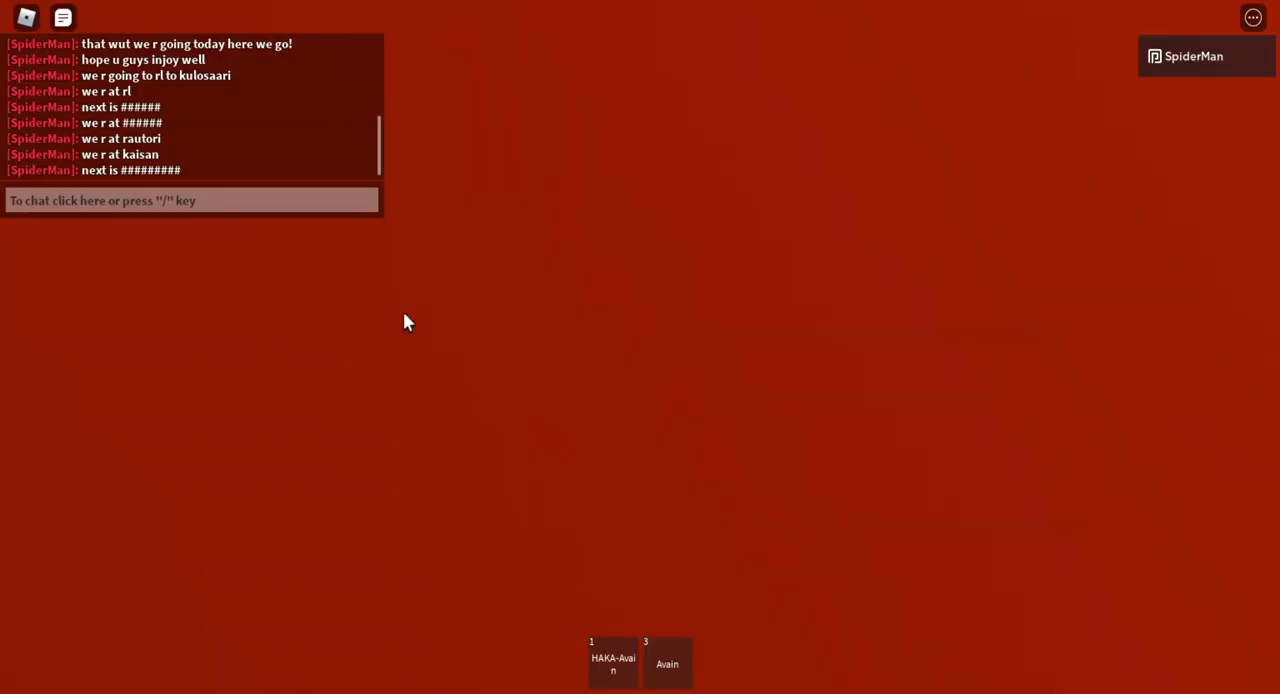 [SpiderMan]: that wut we r going today here we go!
[SpiderMan]: hope u guys injoy well
[SpiderMan]: we r going to rl to kulosaari
[SpiderMan]: we r at rl
[SpiderMan]: next is ######
[SpiderMan]: we r at ######
[SpiderMan]: we r at rautori
[SpiderMan]: we r at kaisan
[SpiderMan]: next is #########
To chat click here or press "/" key
SpiderMan
1
HAKA-Avai
n
3
Avain